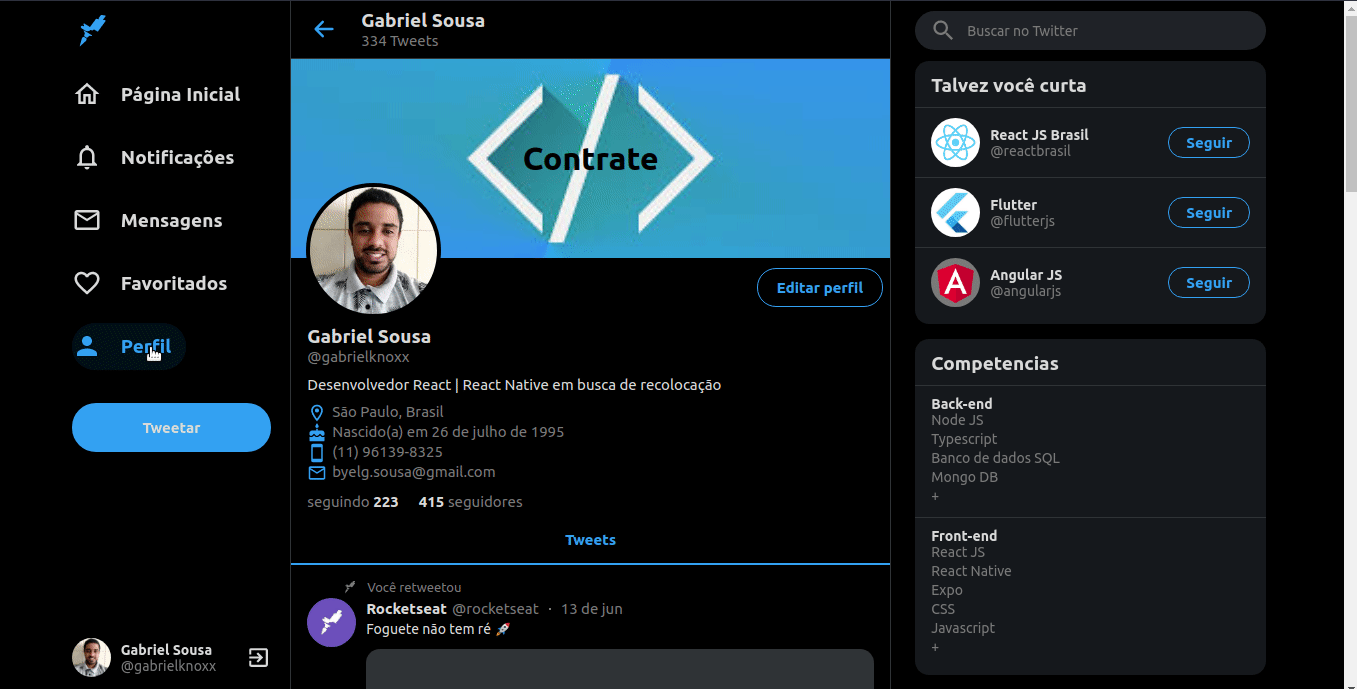 Página Inicial
Notificações
Mensagens
Favoritados
Perfil
Tweetar
Gabriel Sousa
@gabrielknoxx
Gabriel Sousa
334 Tweets
Contrate
Editar perfil
Gabriel Sousa
@gabrielknoxx
Desenvolvedor React | React Native em busca de recolocação
São Paulo, Brasil
Nascido(a) em 26 de julho de 1995
(11) 96139-8325
byelg.sousa@gmail.com
seguindo 223 415 seguidores
Tweets
Você retweetou
Rocketseat @rocketseat · 13 de jun
Foguete não tem ré 🚀
Buscar no Twitter
Talvez você curta
React JS Brasil
@reactbrasil
Seguir
Flutter
@flutterjs
Seguir
Angular JS
@angularjs
Seguir
Competencias
Back-end
Node JS
Typescript
Banco de dados SQL
Mongo DB
+
Front-end
React JS
React Native
Expo
CSS
Javascript
+